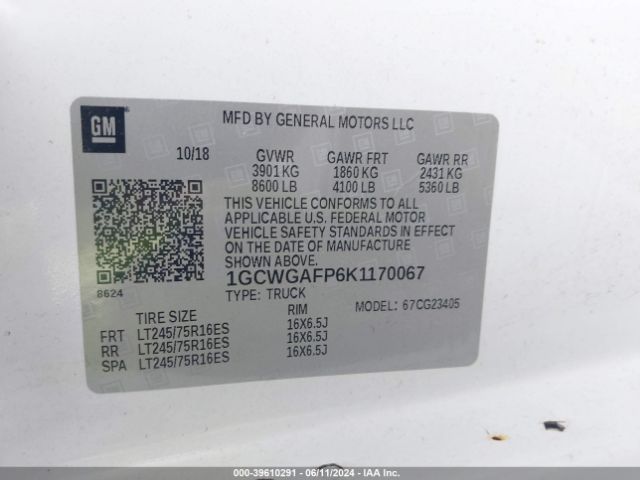 GM
MFD BY GENERAL MOTORS LLC
10/18 GVWR GAWR FRT GAWR RR
3901 KG 1860 KG 2431 KG
8600 LB 4100 LB 5360 LB
THIS VEHICLE CONFORMS TO ALL
APPLICABLE U.S. FEDERAL MOTOR
VEHICLE SAFETY STANDARDS IN EFFECT
ON THE DATE OF MANUFACTURE
SHOWN ABOVE.
8624
1GCWGAFP6K1170067
TYPE: TRUCK MODEL: 67CG23405
TIRE SIZE RIM
FRT LT245/75R16ES 16X6.5J
RR LT245/75R16ES 16X6.5J
SPA LT245/75R16ES 16X6.5J
000-39610291 - 06/11/2024 - IAA Inc.